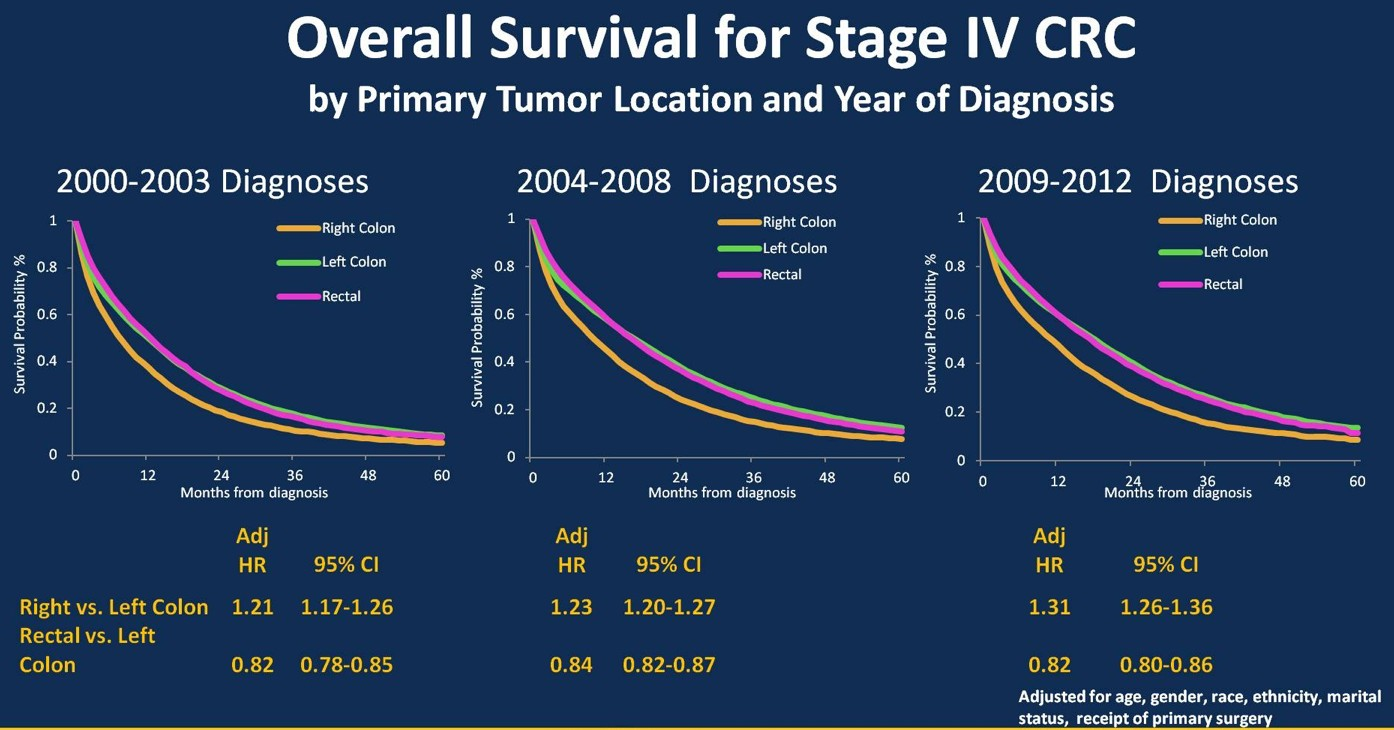 Overall Survival for Stage IV CRC
by Primary Tumor Location and Year of Diagnosis
2000-2003 Diagnoses
Survival Probability %
1
0.8
0.6
0.4
0.2
0
Right Colon
Left Colon
Rectal
0 12 24 36 48 60
Months from diagnosis
2004-2008 Diagnoses
Survival Probability %
1
0.8
0.6
0.4
0.2
0
Right Colon
Left Colon
Rectal
0 12 24 36 48 60
Months from diagnosis
2009-2012 Diagnoses
Survival Probability %
1
0.8
0.6
0.4
0.2
0
Right Colon
Left Colon
Rectal
0 12 24 36 48 60
Months from diagnosis
Adj Adj Adj
HR 95% CI HR 95% CI HR 95% CI
Right vs. Left Colon 1.21 1.17-1.26 1.23 1.20-1.27 1.31 1.26-1.36
Rectal vs. Left
Colon 0.82 0.78-0.85 0.84 0.82-0.87 0.82 0.80-0.86
Adjusted for age, gender, race, ethnicity, marital
status, receipt of primary surgery